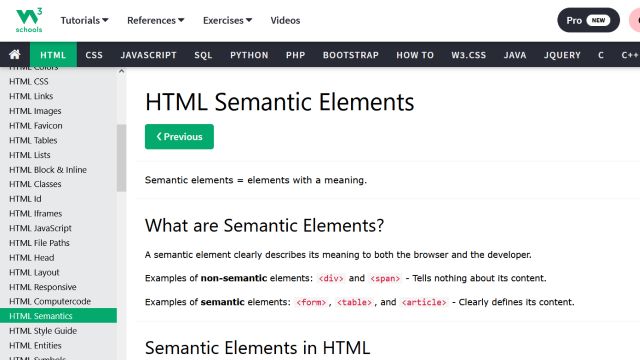 3
W
schools
Tutorials References Exercises Videos
Pro NEW
HTML CSS JAVASCRIPT SQL PYTHON PHP BOOTSTRAP HOW TO W3.CSS JAVA JQUERY C C++
HTML Colors
HTML CSS
HTML Links
HTML Images
HTML Favicon
HTML Tables
HTML Lists
HTML Block & Inline
HTML Classes
HTML Id
HTML Iframes
HTML JavaScript
HTML File Paths
HTML Head
HTML Layout
HTML Responsive
HTML Computercode
HTML Semantics
HTML Style Guide
HTML Entities
HTML Symbols
HTML Semantic Elements
❮ Previous
Semantic elements = elements with a meaning.
What are Semantic Elements?
A semantic element clearly describes its meaning to both the browser and the developer.
Examples of non-semantic elements: <div> and <span> - Tells nothing about its content.
Examples of semantic elements: <form>, <table>, and <article> - Clearly defines its content.
Semantic Elements in HTML